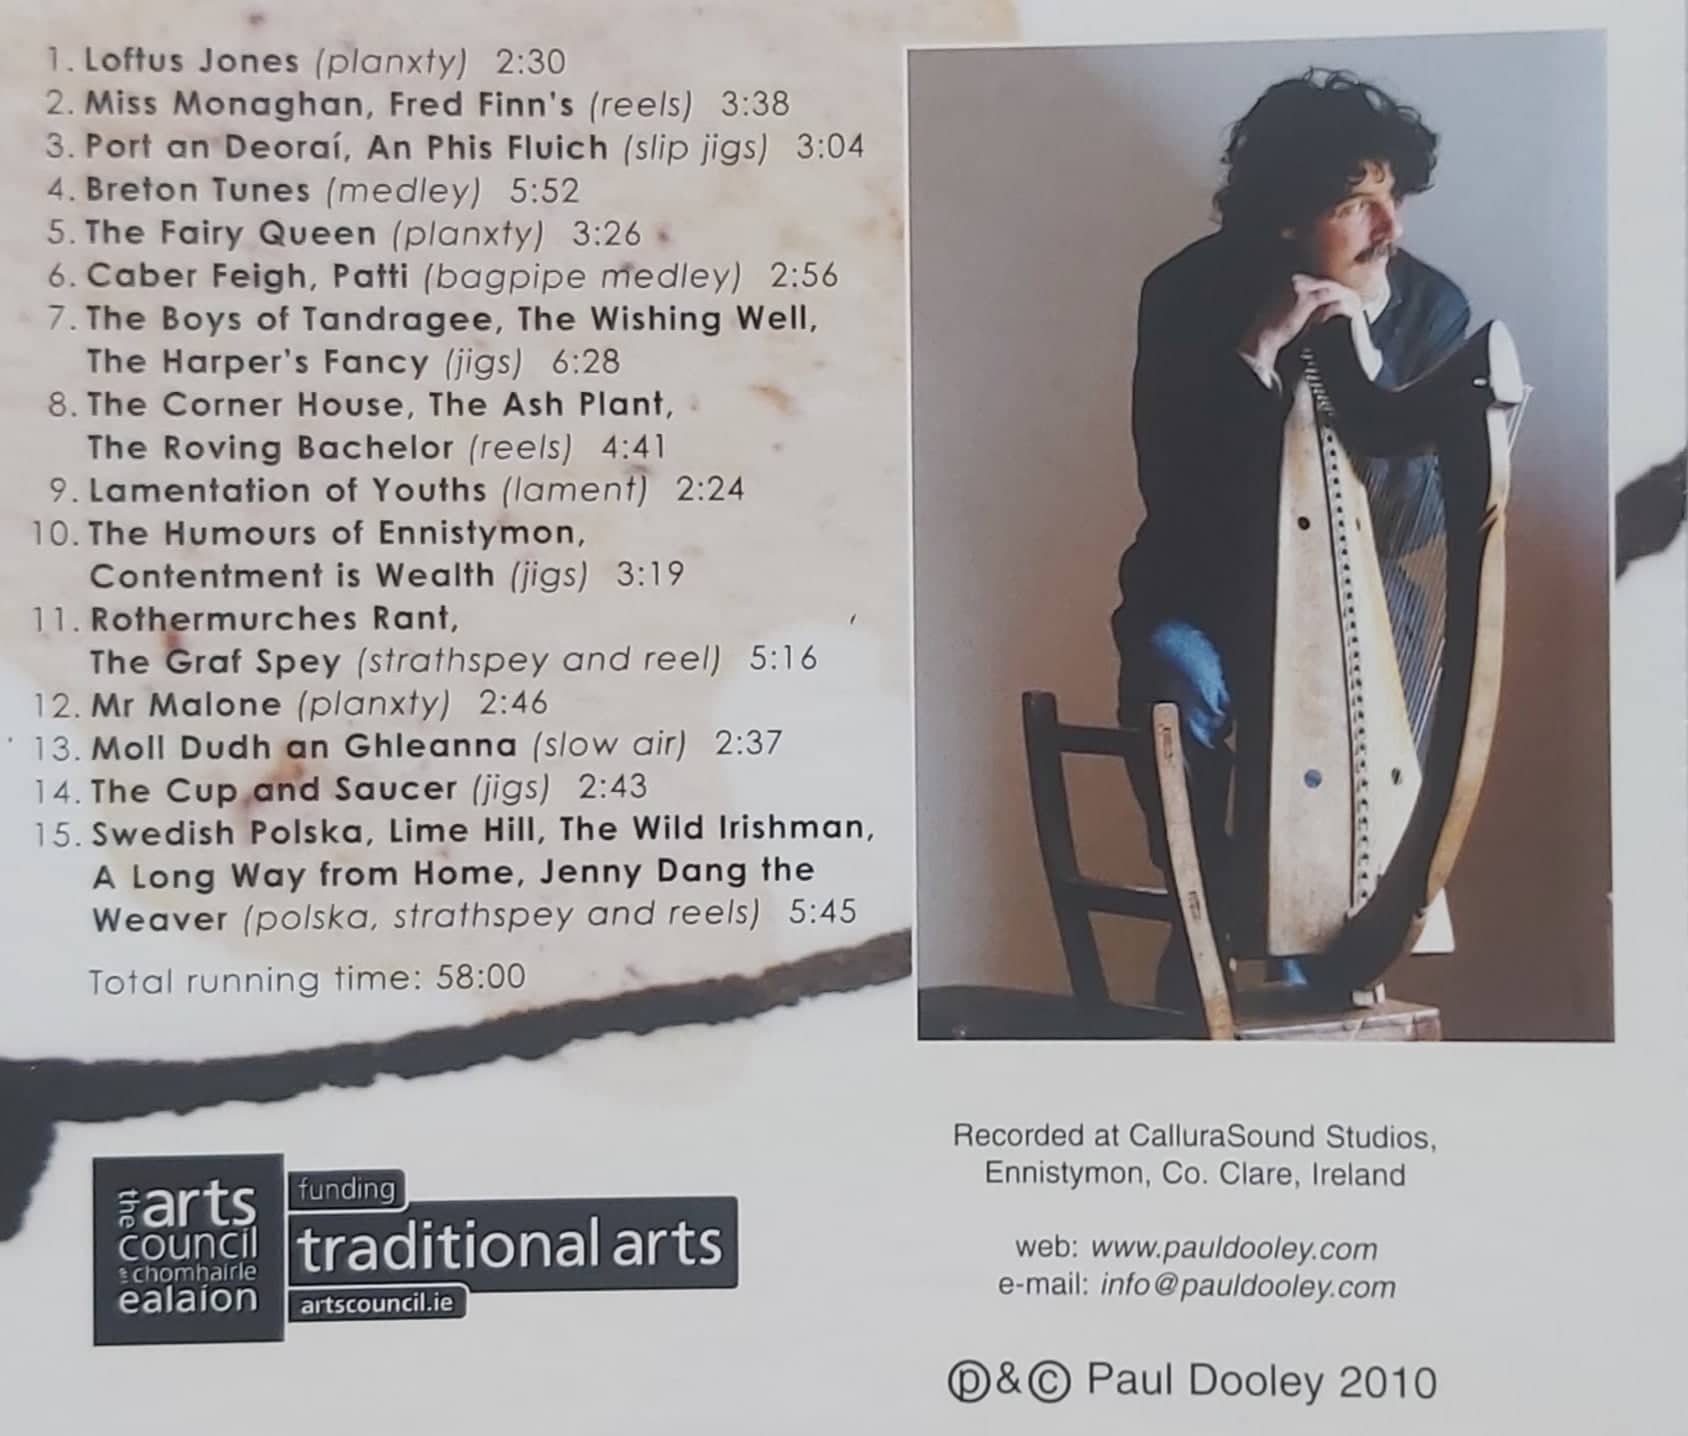 1. Loftus Jones (planxty) 2:30
2. Miss Monaghan, Fred Finn's (reels) 3:38
3. Port an Deoraí, An Phis Fluich (slip jigs) 3:04
4. Breton Tunes (medley) 5:52
5. The Fairy Queen (planxty) 3:26
6. Caber Feigh, Patti (bagpipe medley) 2:56
7. The Boys of Tandragee, The Wishing Well,
The Harper's Fancy (jigs) 6:28
8. The Corner House, The Ash Plant,
The Roving Bachelor (reels) 4:41
9. Lamentation of Youths (lament) 2:24
10. The Humours of Ennistymon,
Contentment is Wealth (jigs) 3:19
11. Rothermurches Rant,
The Graf Spey (strathspey and reel) 5:16
12. Mr Malone (planxty) 2:46
13. Moll Dudh an Ghleanna (slow air) 2:37
14. The Cup and Saucer (jigs) 2:43
15. Swedish Polska, Lime Hill, The Wild Irishman,
A Long Way from Home, Jenny Dang the
Weaver (polska, strathspey and reels) 5:45
Total running time: 58:00
the arts
council
an chomhairle
ealaíon
funding
traditional arts
artscouncil.ie
Recorded at CalluraSound Studios,
Ennistymon, Co. Clare, Ireland
web: www.pauldooley.com
e-mail: info@pauldooley.com
℗&© Paul Dooley 2010